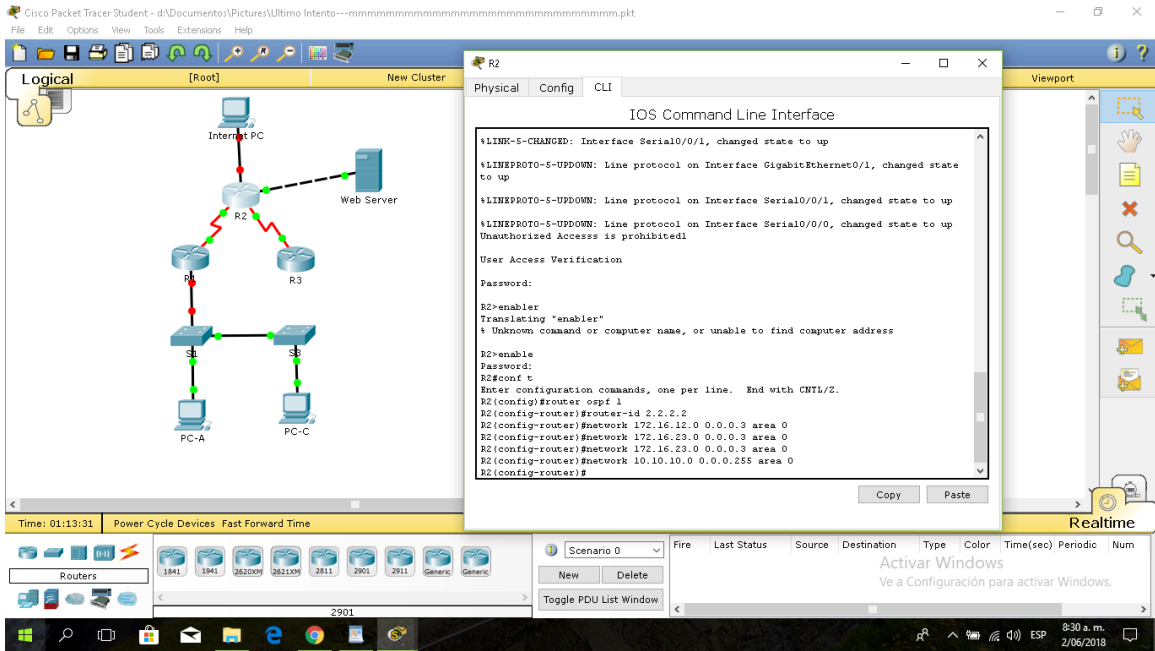 Cisco Packet Tracer Student - d:\Documentos\Pictures\Ultimo Intento---mmmmmmmmmmmmmmmmmmmmmmmmmmmmmmmmm.pkt
File Edit Options View Tools Extensions Help
Logical [Root] New Cluster Viewport
R2
Physical Config CLI
IOS Command Line Interface
%LINK-5-CHANGED: Interface Serial0/0/1, changed state to up
%LINEPROTO-5-UPDOWN: Line protocol on Interface GigabitEthernet0/1, changed state
to up
%LINEPROTO-5-UPDOWN: Line protocol on Interface Serial0/0/1, changed state to up
%LINEPROTO-5-UPDOWN: Line protocol on Interface Serial0/0/0, changed state to up
Unauthorized Accesss is prohibited1
User Access Verification
Password:
R2>enabler
Translating "enabler"
% Unknown command or computer name, or unable to find computer address
R2>enable
Password:
R2#conf t
Enter configuration commands, one per line. End with CNTL/Z.
R2(config)#router ospf 1
R2(config-router)#router-id 2.2.2.2
R2(config-router)#network 172.16.12.0 0.0.0.3 area 0
R2(config-router)#network 172.16.23.0 0.0.0.3 area 0
R2(config-router)#network 172.16.23.0 0.0.0.3 area 0
R2(config-router)#network 10.10.10.0 0.0.0.255 area 0
R2(config-router)#
Copy Paste
Internet PC
Web Server
R2
R1
R3
S1
S3
PC-A
PC-C
Time: 01:13:31 Power Cycle Devices Fast Forward Time Realtime
Routers
1841 1941 2620XM 2621XM 2811 2901 2911 Generic Generic
2901
Scenario 0
New Delete
Toggle PDU List Window
Fire Last Status Source Destination Type Color Time(sec) Periodic Num
Activar Windows
Ve a Configuración para activar Windows.
ESP
8:30 a. m.
2/06/2018